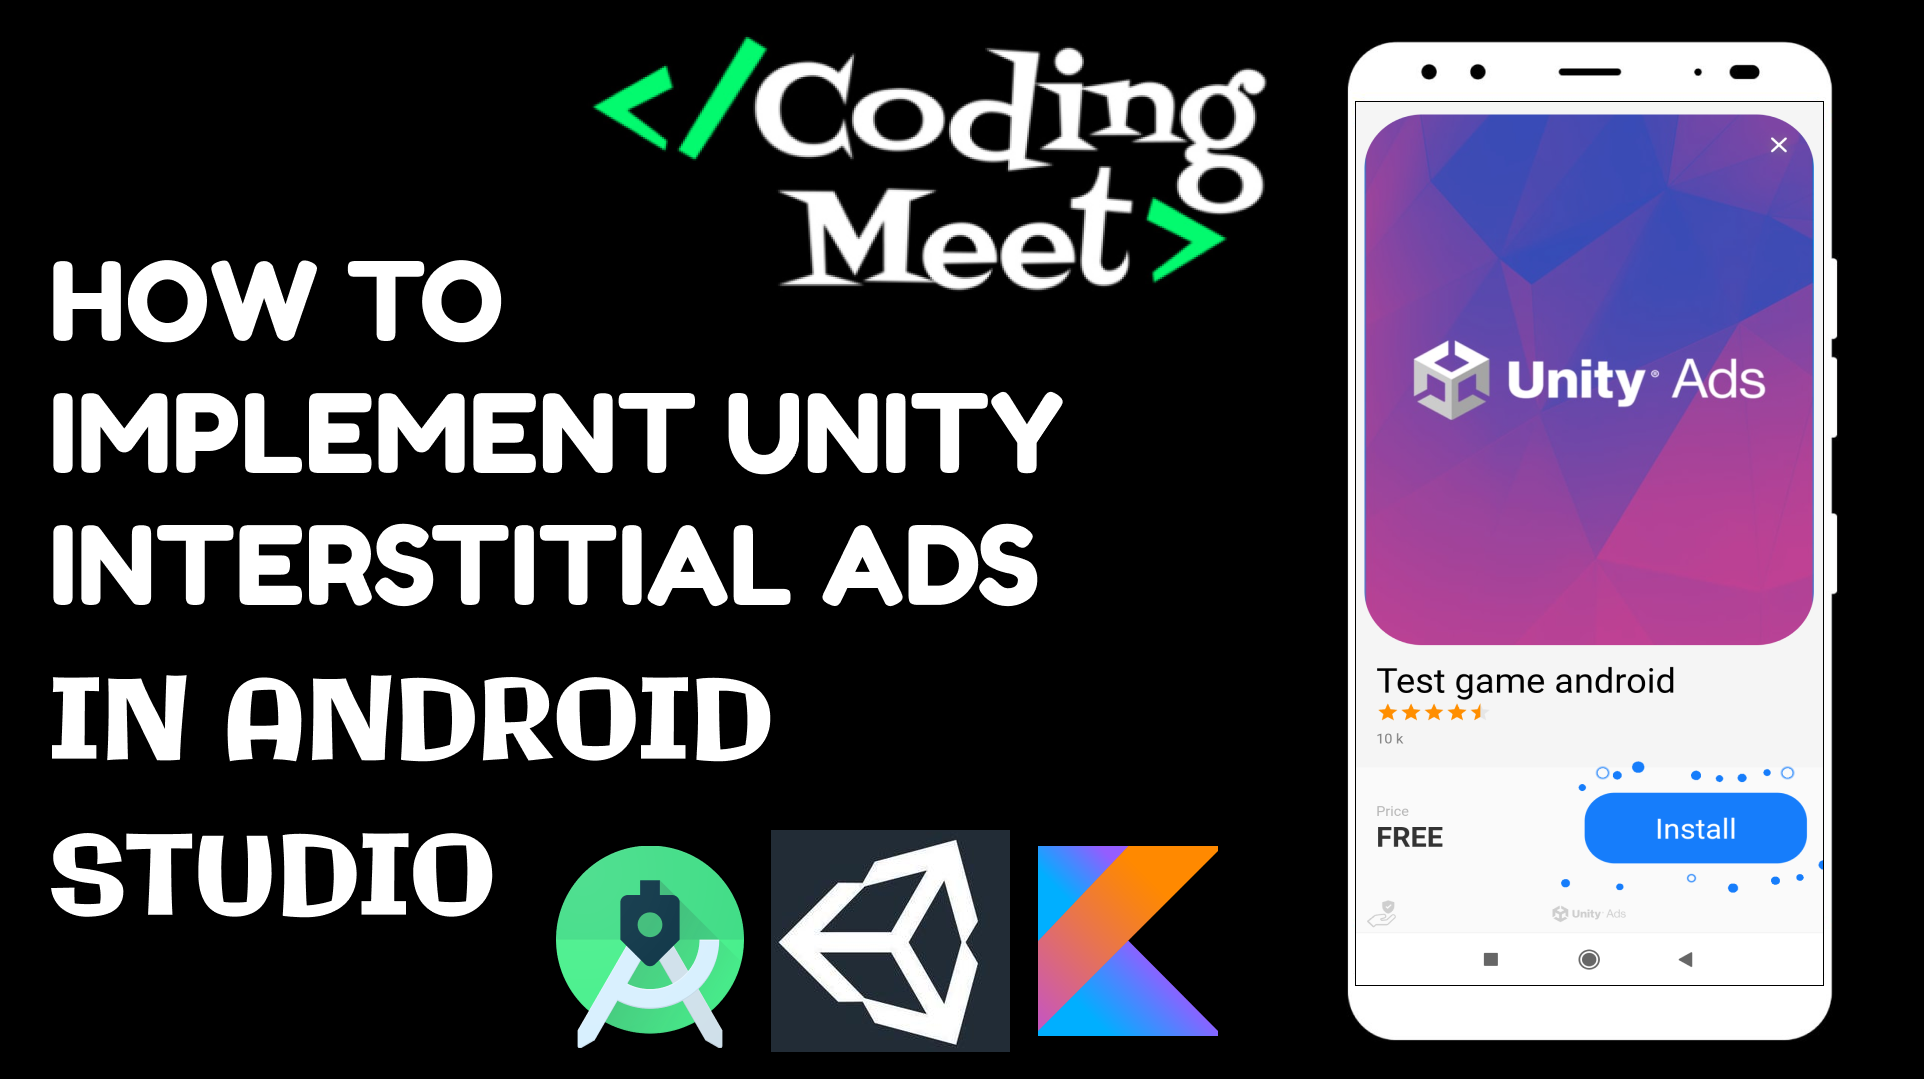 </Coding
Meet>
HOW TO
IMPLEMENT UNITY
INTERSTITIAL ADS
IN ANDROID
STUDIO
Unity® Ads
Test game android
10 k
Price
FREE
Install
Unity Ads